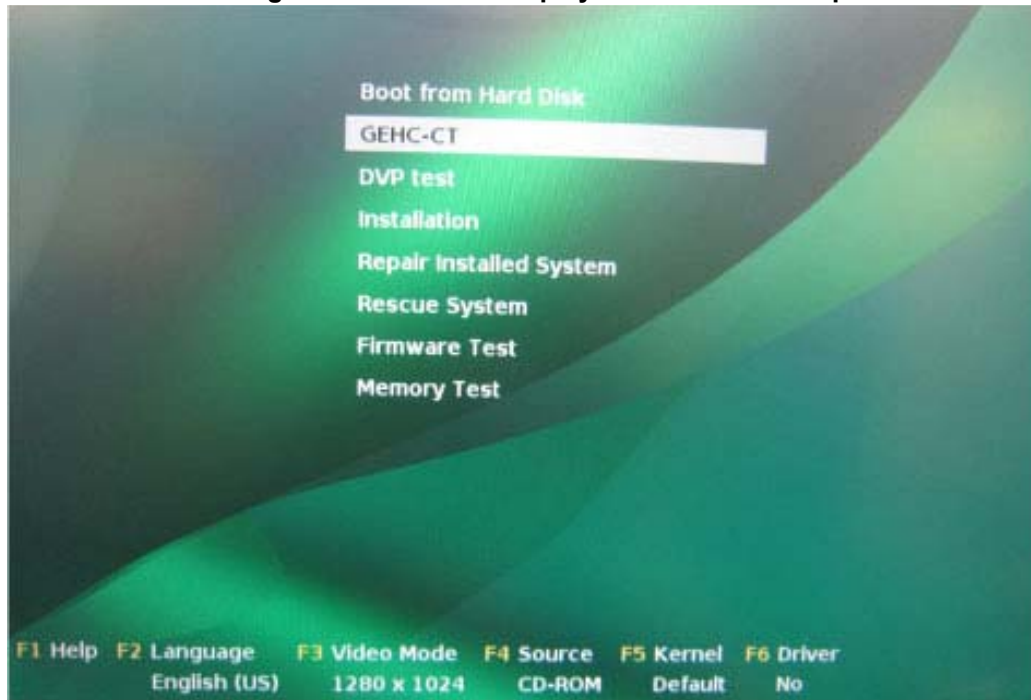 Boot from Hard Disk
GEHC-CT
DVP test
Installation
Repair Installed System
Rescue System
Firmware Test
Memory Test
F1 Help F2 Language F3 Video Mode F4 Source F5 Kernel F6 Driver
English (US) 1280 x 1024 CD-ROM Default No